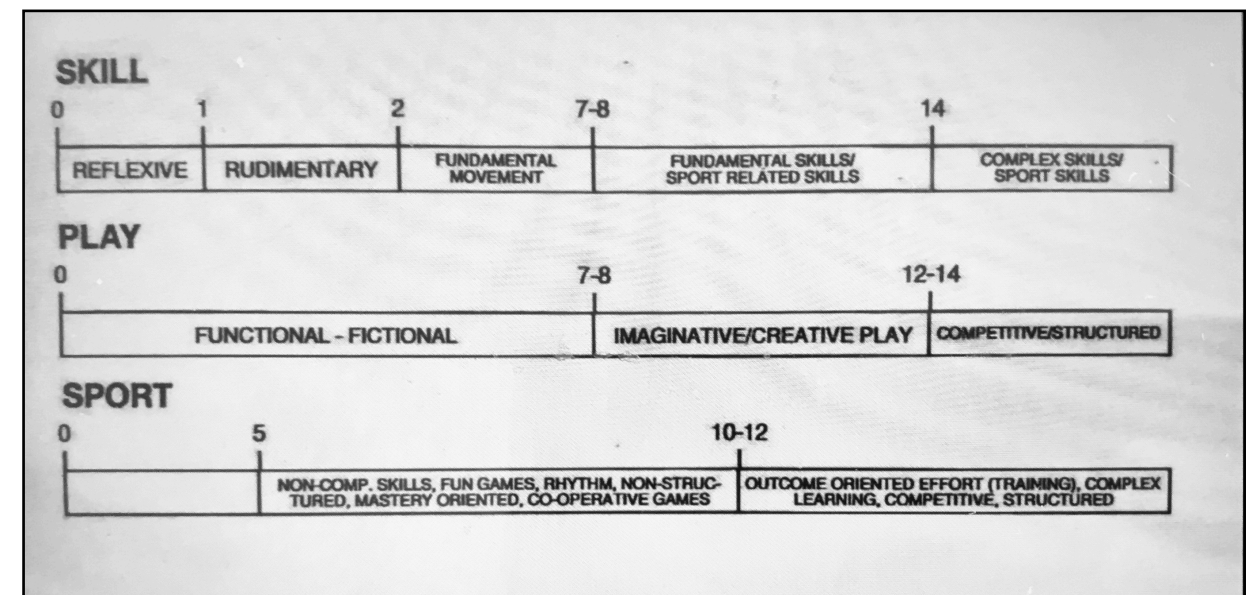 SKILL
0 1 2 7-8 14
REFLEXIVE RUDIMENTARY FUNDAMENTAL MOVEMENT FUNDAMENTAL SKILLS/ SPORT RELATED SKILLS COMPLEX SKILLS/ SPORT SKILLS
PLAY
0 7-8 12-14
FUNCTIONAL - FICTIONAL IMAGINATIVE/CREATIVE PLAY COMPETITIVE/STRUCTURED
SPORT
0 5 10-12
NON-COMP. SKILLS, FUN GAMES, RHYTHM, NON-STRUC-
TURED, MASTERY ORIENTED, CO-OPERATIVE GAMES
OUTCOME ORIENTED EFFORT (TRAINING), COMPLEX
LEARNING, COMPETITIVE, STRUCTURED